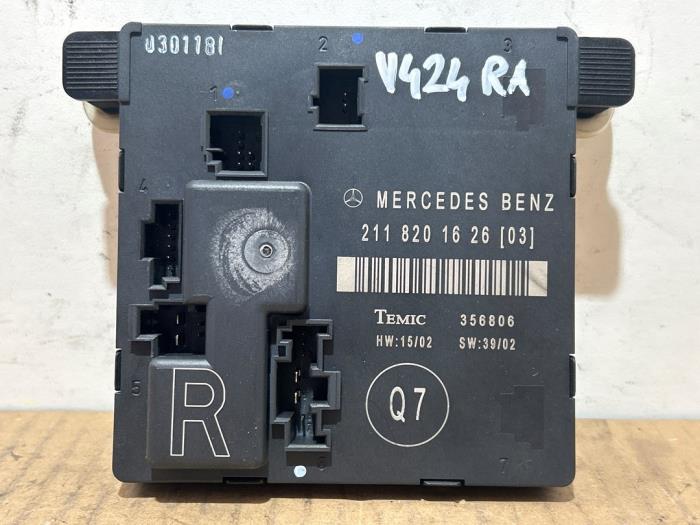 U301181
2
3
V424 RA
1
MERCEDES BENZ
4
211 820 16 26 [03]
TEMIC 356806
HW:15/02 SW:39/02
5
R
Q7
6
7